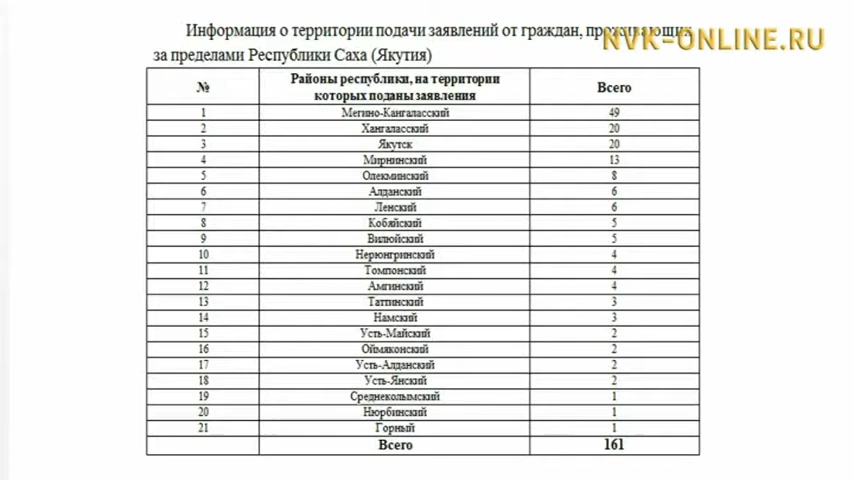 Информация о территории подачи заявлений от граждан, проживающих
NVK-ONLINE.RU
за пределами Республики Саха (Якутия)
№ Районы республики, на территории которых поданы заявления Всего
1 Мегино-Кангаласский 49
2 Хангаласский 20
3 Якутск 20
4 Мирнинский 13
5 Олекминский 8
6 Алданский 6
7 Ленский 6
8 Кобяйский 5
9 Вилюйский 5
10 Нерюнгринский 4
11 Томпонский 4
12 Амгинский 4
13 Таттинский 3
14 Намский 3
15 Усть-Майский 2
16 Оймяконский 2
17 Усть-Алданский 2
18 Усть-Янский 2
19 Среднеколымский 1
20 Нюрбинский 1
21 Горный 1
Всего 161